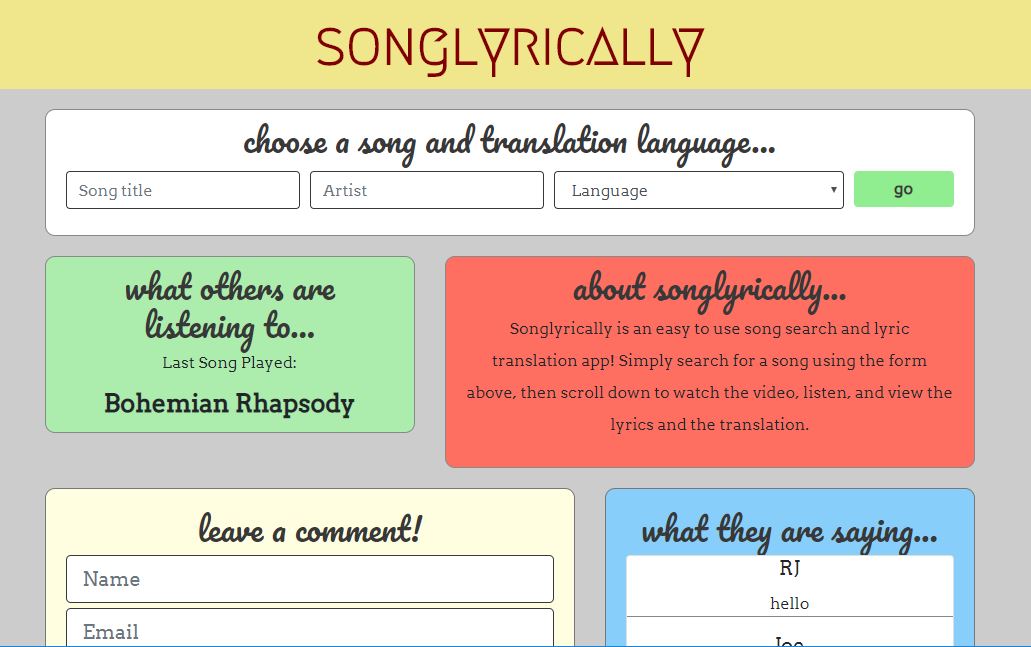 SONGLYRICALLY
choose a song and translation language...
Song title
Artist
Language
go
what others are
listening to...
Last Song Played:
Bohemian Rhapsody
about songlyrically...
Songlyrically is an easy to use song search and lyric
translation app! Simply search for a song using the form
above, then scroll down to watch the video, listen, and view the
lyrics and the translation.
leave a comment!
Name
Email
what they are saying...
RJ
hello
Joe